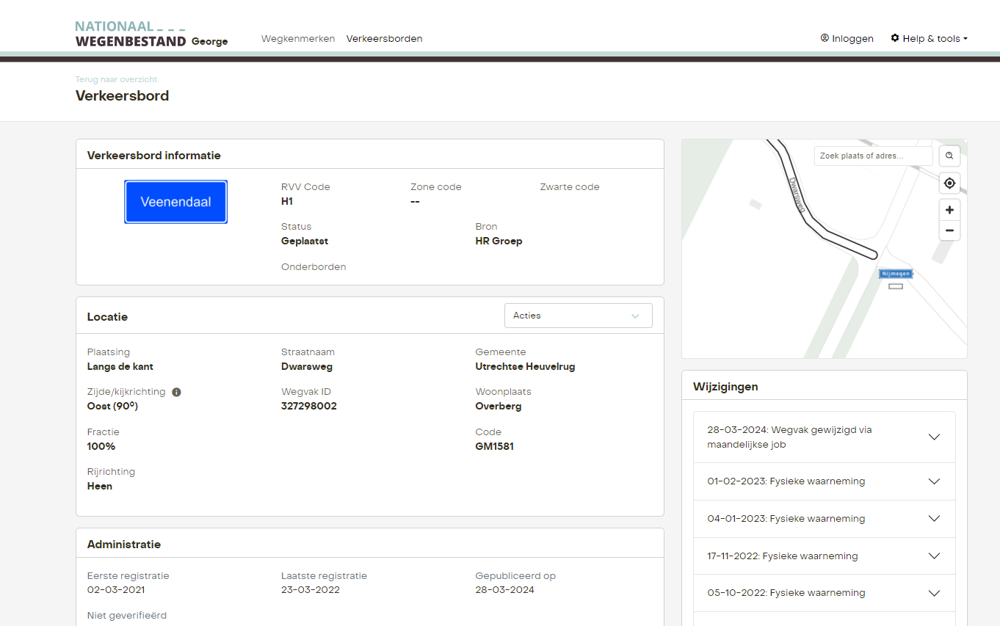 NATIONAAL _ _ _
WEGENBESTAND George
Wegkenmerken Verkeersborden
Inloggen Help & tools
Terug naar overzicht
Verkeersbord
Verkeersbord informatie
Veenendaal
RVV Code Zone code Zwarte code
H1 --
Status Bron
Geplaatst HR Groep
Onderborden
Locatie
Acties
Plaatsing Straatnaam Gemeente
Langs de kant Dwarsweg Utrechtse Heuvelrug
Zijde/kijkrichting Wegvak ID Woonplaats
Oost (90°) 327298002 Overberg
Fractie Code
100% GM1581
Rijrichting
Heen
Administratie
Eerste registratie Laatste registratie Gepubliceerd op
02-03-2021 23-03-2022 28-03-2024
Niet geverifieërd
Zoek plaats of adres...
Dwarsweg
+
Nijmegen
Wijzigingen
28-03-2024: Wegvak gewijzigd via
maandelijkse job
01-02-2023: Fysieke waarneming
04-01-2023: Fysieke waarneming
17-11-2022: Fysieke waarneming
05-10-2022: Fysieke waarneming